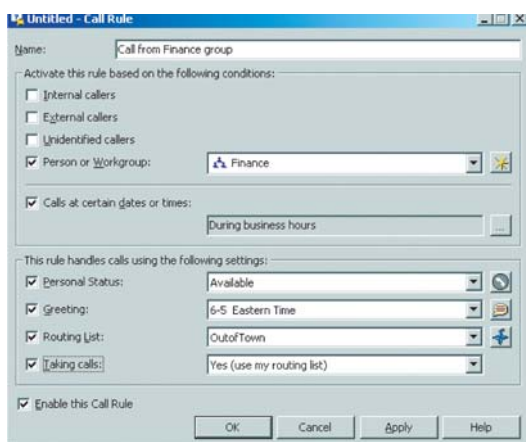 Untitled - Call Rule
Name: Call from Finance group
Activate this rule based on the following conditions:
Internal callers
External callers
Unidentified callers
Person or Workgroup: Finance
Calls at certain dates or times:
During business hours ...
This rule handles calls using the following settings:
Personal Status: Available
Greeting: 6-5 Eastern Time
Routing List: OutofTown
Taking calls: Yes (use my routing list)
Enable this Call Rule
OK Cancel Apply Help